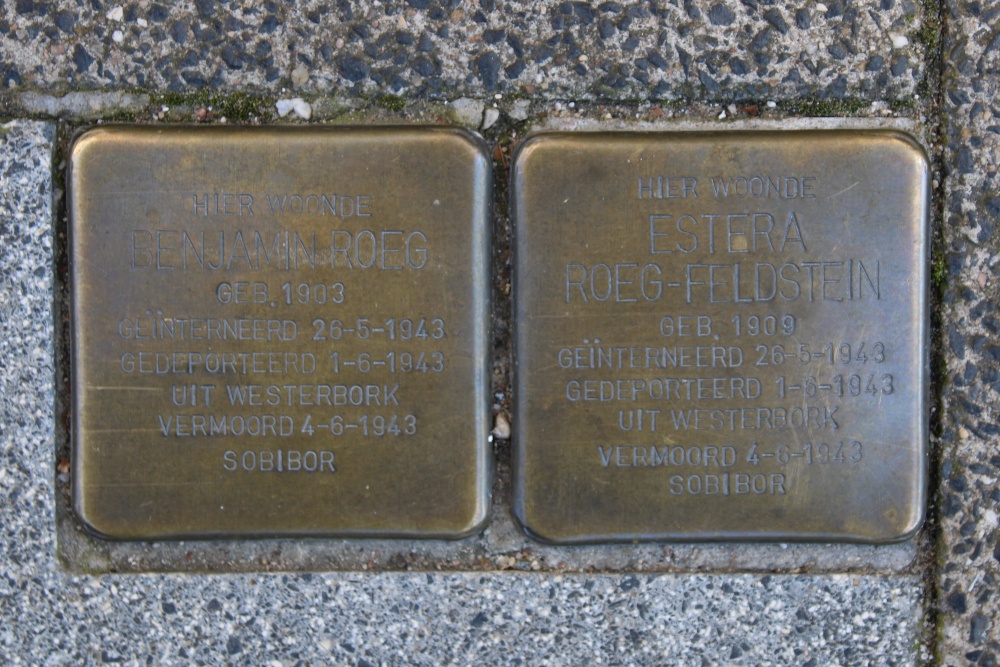 HIER WOONDE
BENJAMIN ROEG
GEB. 1903
GEÏNTERNEERD 26-5-1943
GEDEPORTEERD 1-6-1943
UIT WESTERBORK
VERMOORD 4-6-1943
SOBIBOR
HIER WOONDE
ESTERA
ROEG-FELDSTEIN
GEB. 1909
GEÏNTERNEERD 26-5-1943
GEDEPORTEERD 1-6-1943
UIT WESTERBORK
VERMOORD 4-6-1943
SOBIBOR